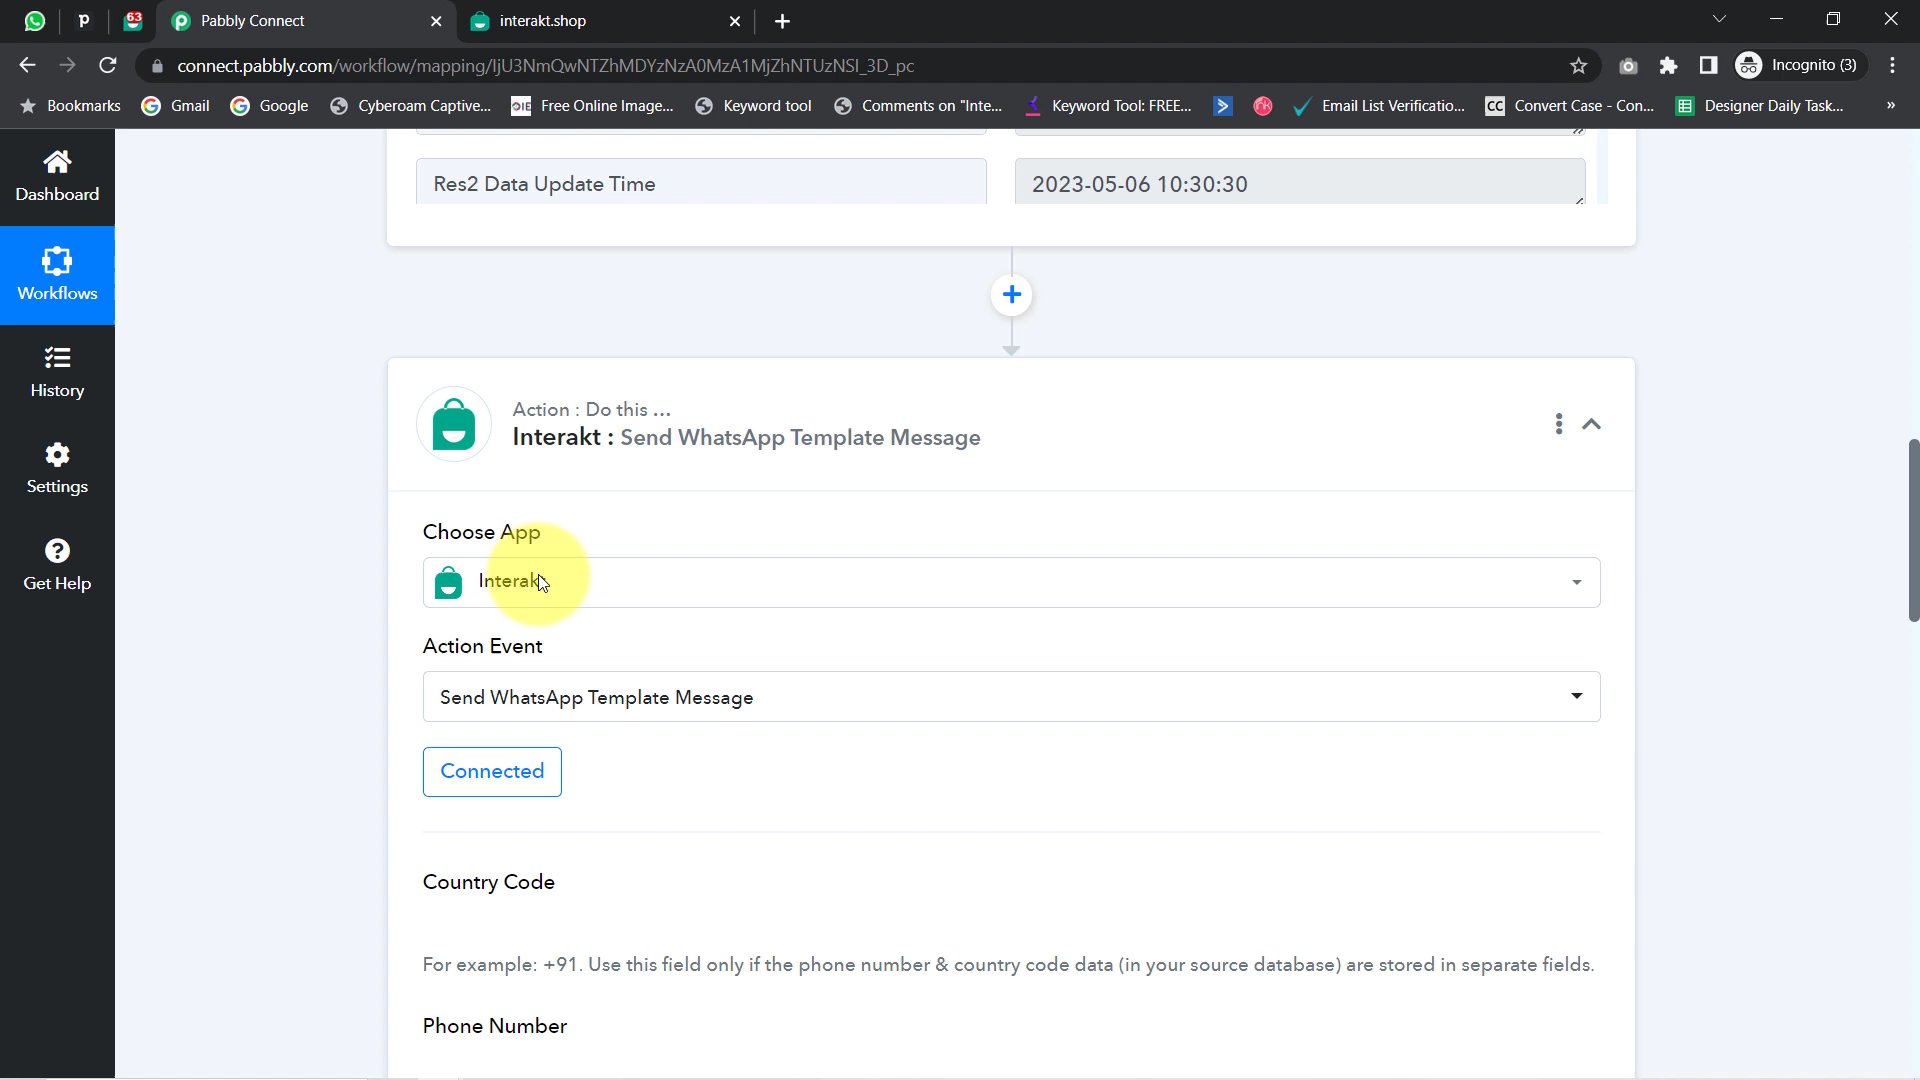 63
Pabbly Connect
interakt.shop
connect.pabbly.com/workflow/mapping/IjU3NmQwNTZhMDYzNzA0MzA1MjZhNTUzNSI_3D_pc
Incognito (3)
Bookmarks
Gmail
Google
Cyberoam Captive...
Free Online Image...
Keyword tool
Comments on "Inte...
Keyword Tool: FREE...
Email List Verificatio...
CC
Convert Case - Con...
Designer Daily Task...
»
Dashboard
Workflows
History
Settings
Get Help
Res2 Data Update Time
2023-05-06 10:30:30
Action : Do this ...
Interakt : Send WhatsApp Template Message
Choose App
Interakt
Action Event
Send WhatsApp Template Message
Connected
Country Code
For example: +91. Use this field only if the phone number & country code data (in your source database) are stored in separate fields.
Phone Number